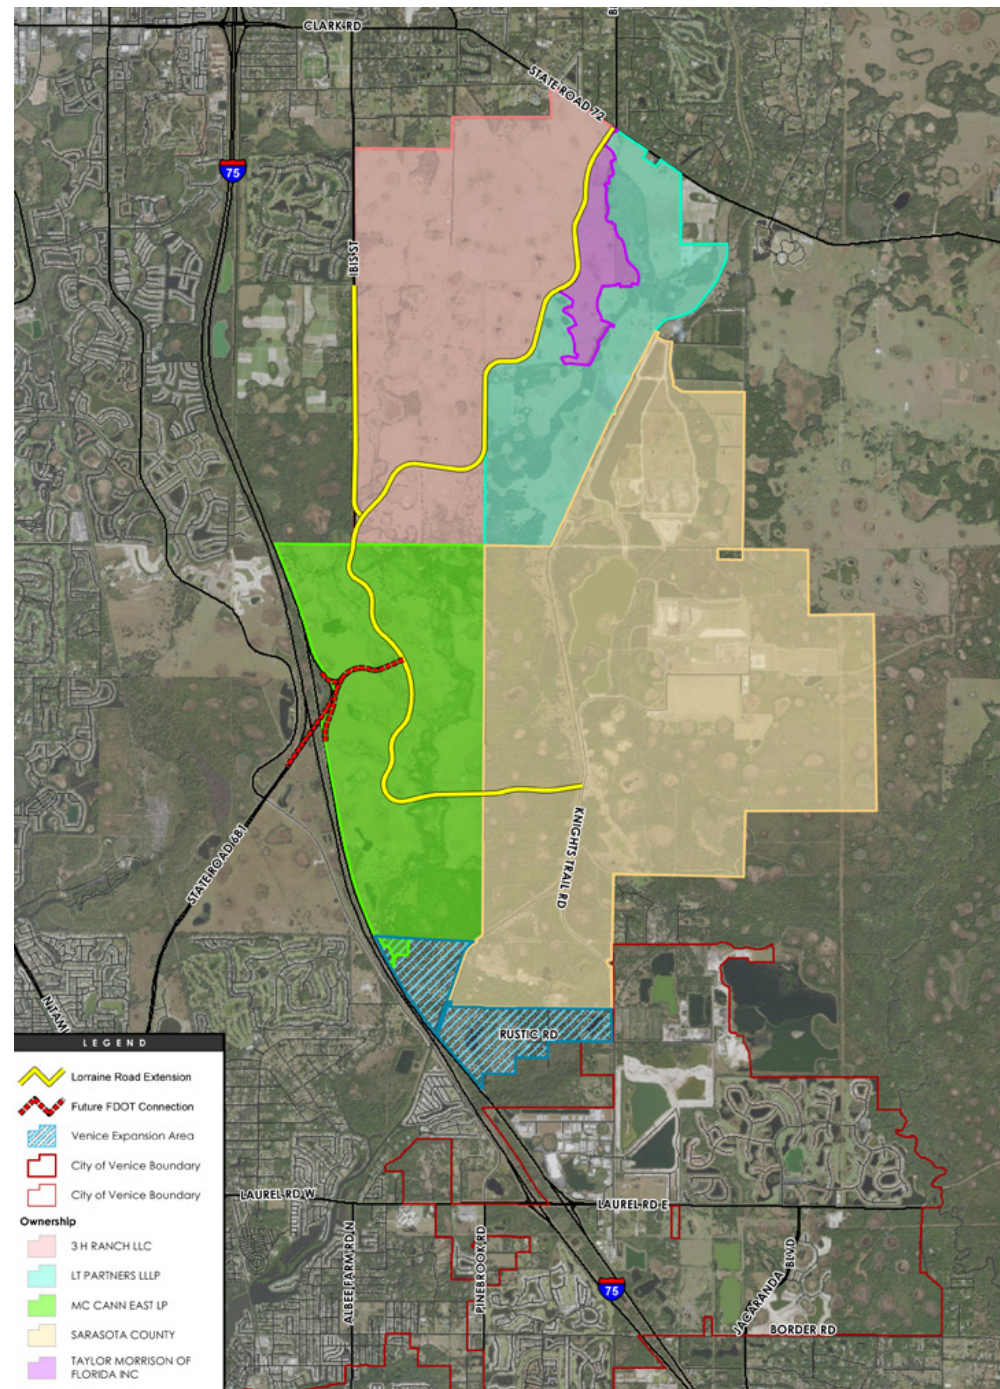 CLARK RD
STATE ROAD 72
75
IBIS ST
STATE ROAD 681
KNIGHTS TRAIL RD
RUSTIC RD
LEGEND
Lorraine Road Extension
Future FDOT Connection
Venice Expansion Area
City of Venice Boundary
City of Venice Boundary
Ownership
3 H RANCH LLC
LT PARTNERS LLLP
MC CANN EAST LP
SARASOTA COUNTY
TAYLOR MORRISON OF
FLORIDA INC
LAUREL RD W
LAUREL RD E
ALBEE FARM RD N
PINEBROOK RD
75
JACARANDA BLVD
BORDER RD